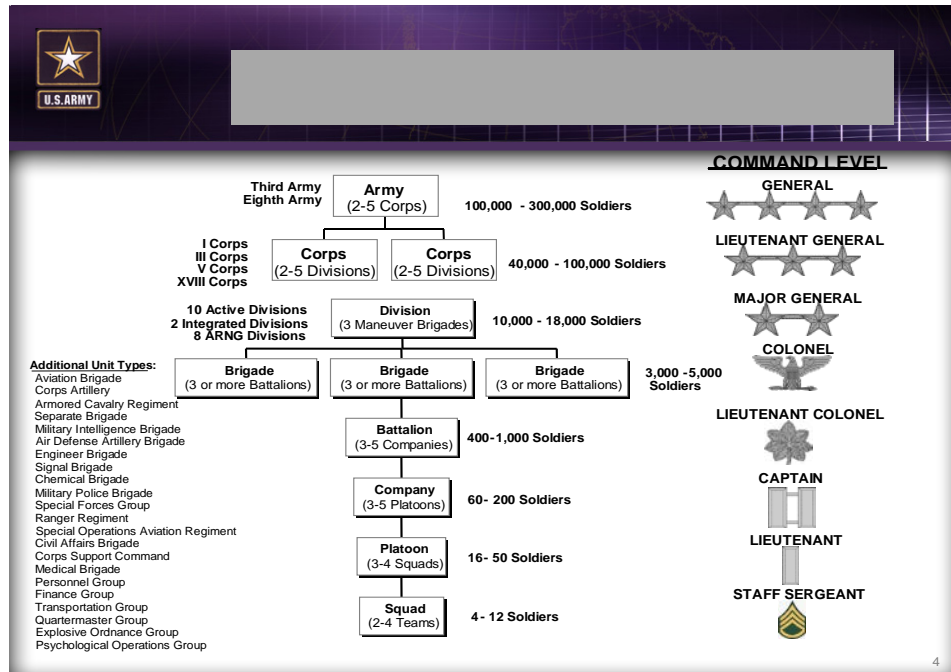 U.S.ARMY
COMMAND LEVEL
Third Army
Eighth Army
Army
(2-5 Corps)
100,000 - 300,000 Soldiers
GENERAL
I Corps
III Corps
V Corps
XVIII Corps
Corps
(2-5 Divisions)
Corps
(2-5 Divisions)
40,000 - 100,000 Soldiers
LIEUTENANT GENERAL
10 Active Divisions
2 Integrated Divisions
8 ARNG Divisions
Division
(3 Maneuver Brigades)
10,000 - 18,000 Soldiers
MAJOR GENERAL
Brigade
(3 or more Battalions)
Brigade
(3 or more Battalions)
Brigade
(3 or more Battalions)
3,000 -5,000
Soldiers
COLONEL
Battalion
(3-5 Companies)
400-1,000 Soldiers
LIEUTENANT COLONEL
Company
(3-5 Platoons)
60- 200 Soldiers
CAPTAIN
Platoon
(3-4 Squads)
16- 50 Soldiers
LIEUTENANT
Squad
(2-4 Teams)
4- 12 Soldiers
STAFF SERGEANT
Additional Unit Types:
Aviation Brigade
Corps Artillery
Armored Cavalry Regiment
Separate Brigade
Military Intelligence Brigade
Air Defense Artillery Brigade
Engineer Brigade
Signal Brigade
Chemical Brigade
Military Police Brigade
Special Forces Group
Ranger Regiment
Special Operations Aviation Regiment
Civil Affairs Brigade
Corps Support Command
Medical Brigade
Personnel Group
Finance Group
Transportation Group
Quartermaster Group
Explosive Ordnance Group
Psychological Operations Group
4